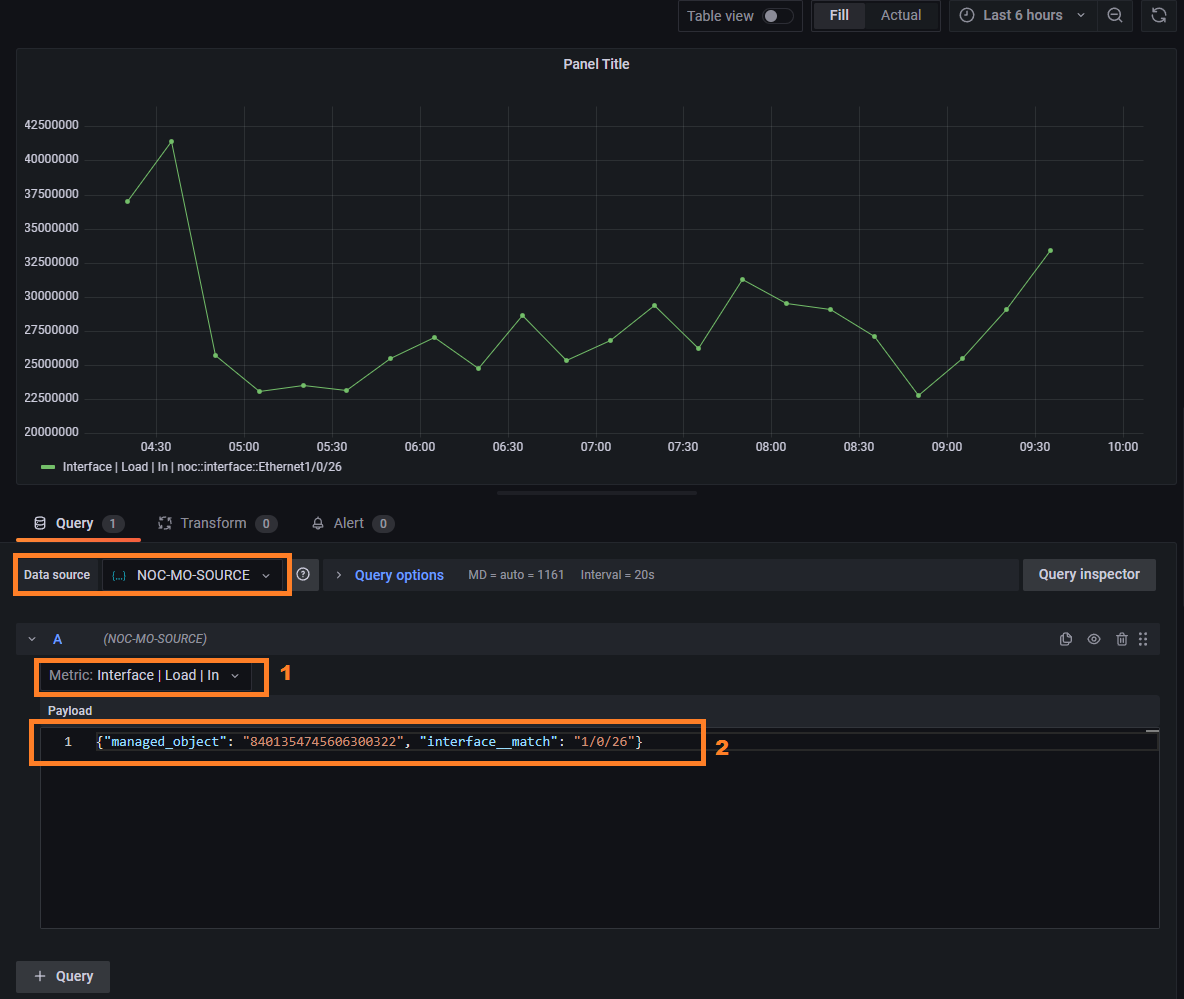 Table view Fill Actual Last 6 hours
Panel Title
42500000
40000000
37500000
35000000
32500000
30000000
27500000
25000000
22500000
20000000
04:30 05:00 05:30 06:00 06:30 07:00 07:30 08:00 08:30 09:00 09:30 10:00
Interface | Load | In | noc::interface::Ethernet1/0/26
Query 1 Transform 0 Alert 0
Data source {...} NOC-MO-SOURCE ? Query options MD = auto = 1161 Interval = 20s Query inspector
A (NOC-MO-SOURCE)
Metric: Interface | Load | In 1
Payload
1 {"managed_object": "8401354745606300322", "interface__match": "1/0/26"} 2
+ Query